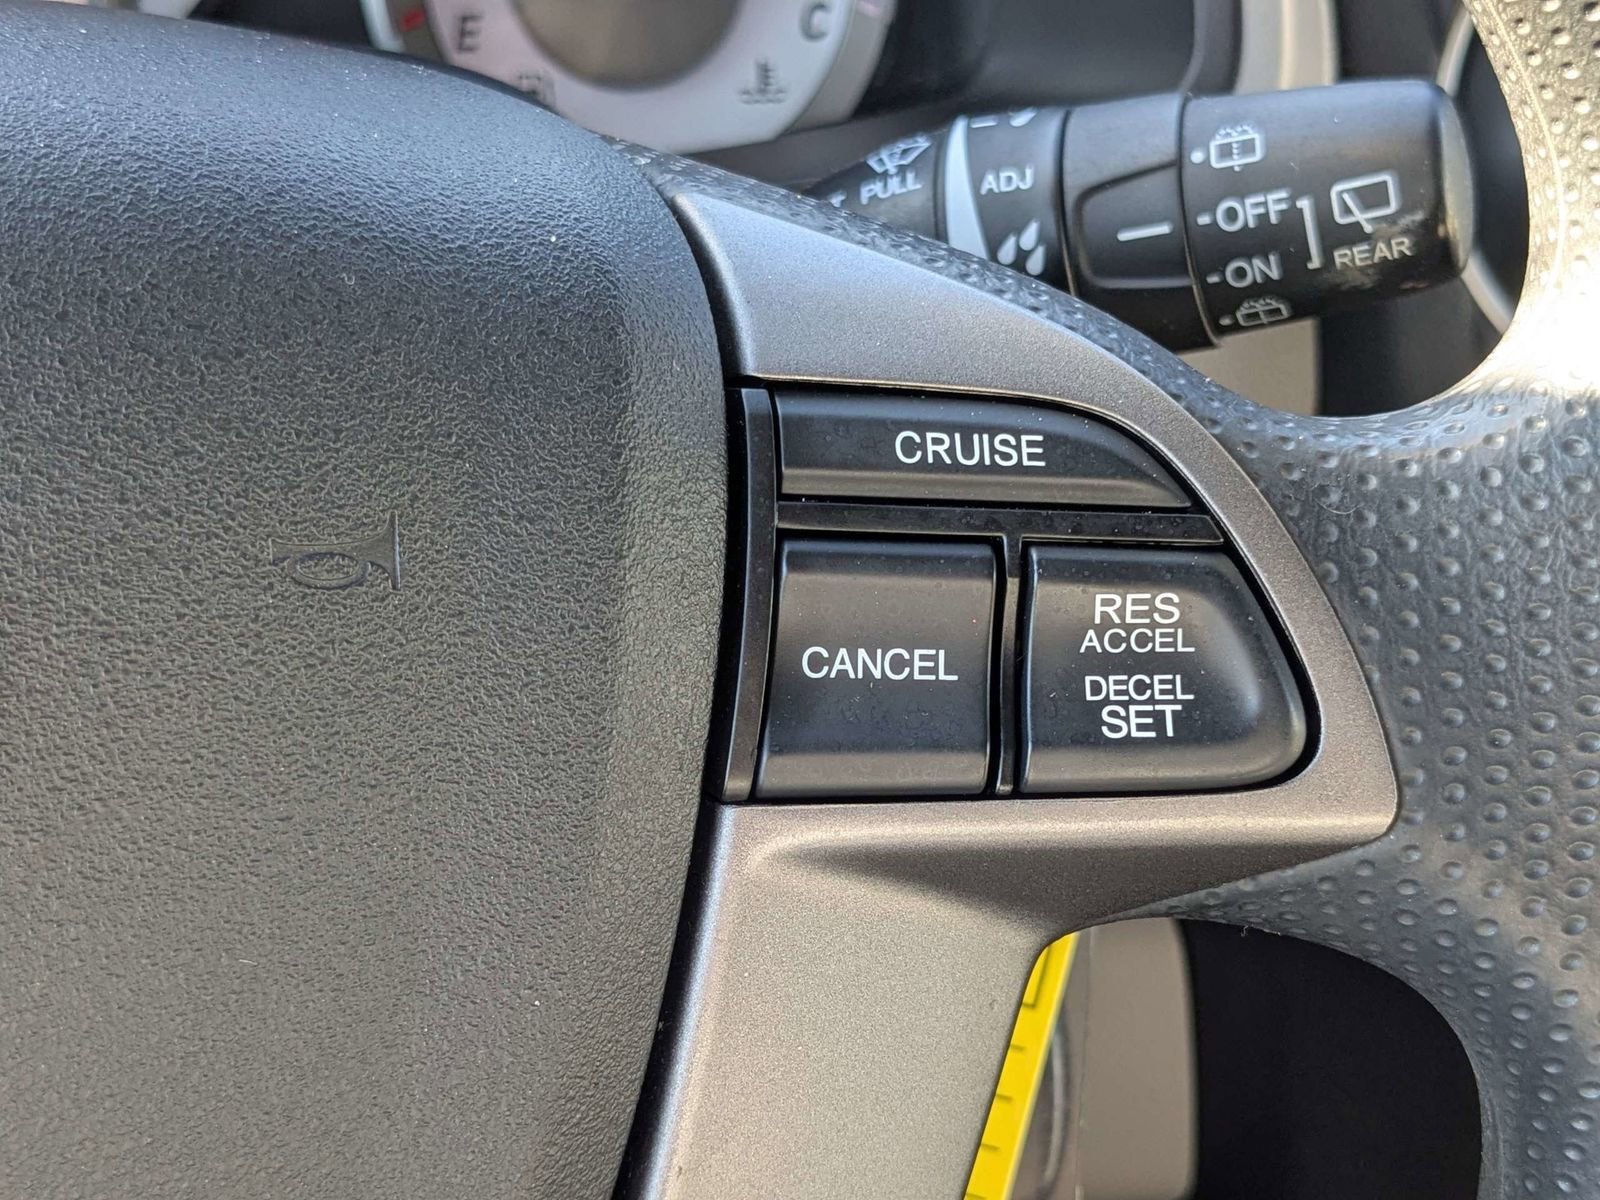 E
C
PULL
ADJ
-OFF
-ON
REAR
CRUISE
CANCEL
RES
ACCEL
DECEL
SET